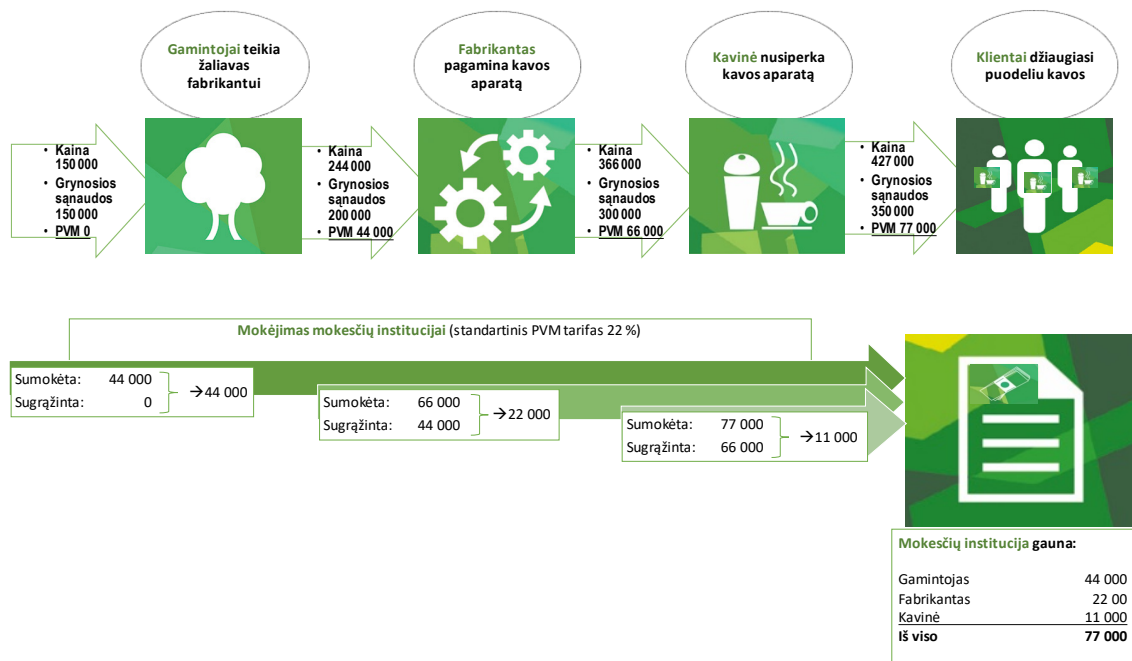 Gamintojai teikia
žaliavas
fabrikantui
Fabrikantas
pagamina kavos
aparatą
Kavinė nusiperka
kavos aparatą
Klientai džiaugiasi
puodeliu kavos
• Kaina
150 000
• Grynosios
sąnaudos
150 000
• PVM 0
• Kaina
244 000
• Grynosios
sąnaudos
200 000
• PVM 44 000
• Kaina
366 000
• Grynosios
sąnaudos
300 000
• PVM 66 000
• Kaina
427 000
• Grynosios
sąnaudos
350 000
• PVM 77 000
Mokėjimas mokesčių institucijai (standartinis PVM tarifas 22 %)
Sumokėta: 44 000
Sugrąžinta: 0
→44 000
Sumokėta: 66 000
Sugrąžinta: 44 000
→22 000
Sumokėta: 77 000
Sugrąžinta: 66 000
→11 000
Mokesčių institucija gauna:
Gamintojas 44 000
Fabrikantas 22 00
Kavinė 11 000
Iš viso 77 000